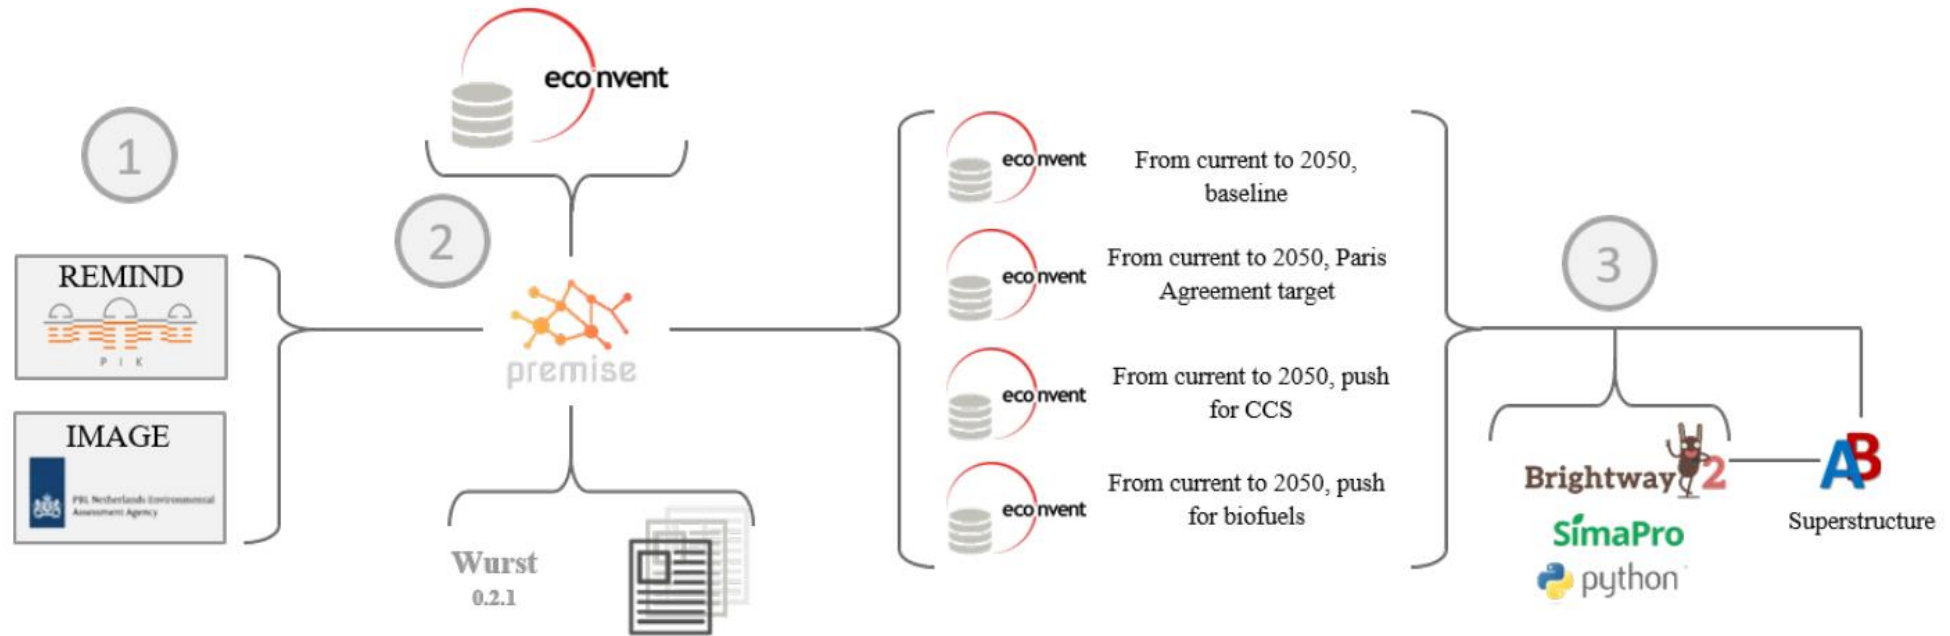 1
REMIND
P I K
IMAGE
PBL Netherlands Environmental
Assessment Agency
ecoinvent
2
premise
Wurst
0.2.1
ecoinvent
From current to 2050,
baseline
ecoinvent
From current to 2050, Paris
Agreement target
ecoinvent
From current to 2050, push
for CCS
ecoinvent
From current to 2050, push
for biofuels
3
Brightway 2
SimaPro
python
AB
Superstructure